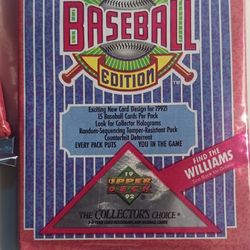 BASEBALL
EDITION
Exciting New Card Design for 1992!
15 Baseball Cards Per Pack
Look for Collector Holograms
Random-Sequencing Tamper-Resistant Pack
Counterfeit Deterrent
EVERY PACK PUTS YOU IN THE GAME
FIND THE
WILLIAMS
19
UPPER
DECK
92
THE COLLECTOR'S CHOICE